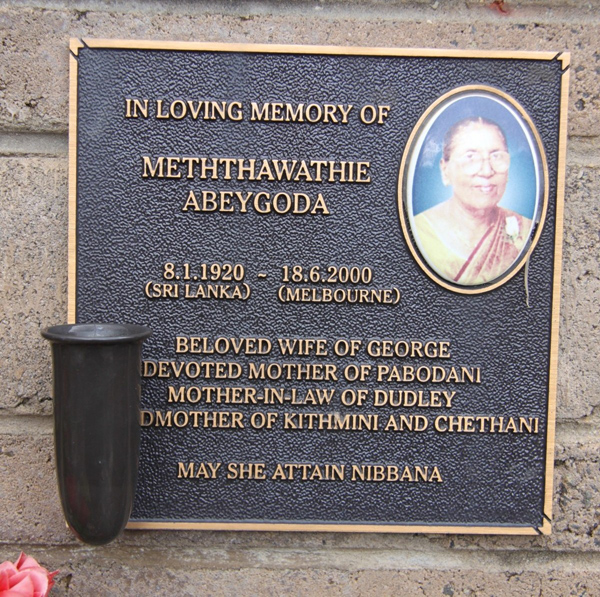 IN LOVING MEMORY OF
METHTHAWATHIE
ABEYGODA
8.1.1920 ~ 18.6.2000
(SRI LANKA) (MELBOURNE)
BELOVED WIFE OF GEORGE
DEVOTED MOTHER OF PABODANI
MOTHER-IN-LAW OF DUDLEY
DMOTHER OF KITHMINI AND CHETHANI
MAY SHE ATTAIN NIBBANA